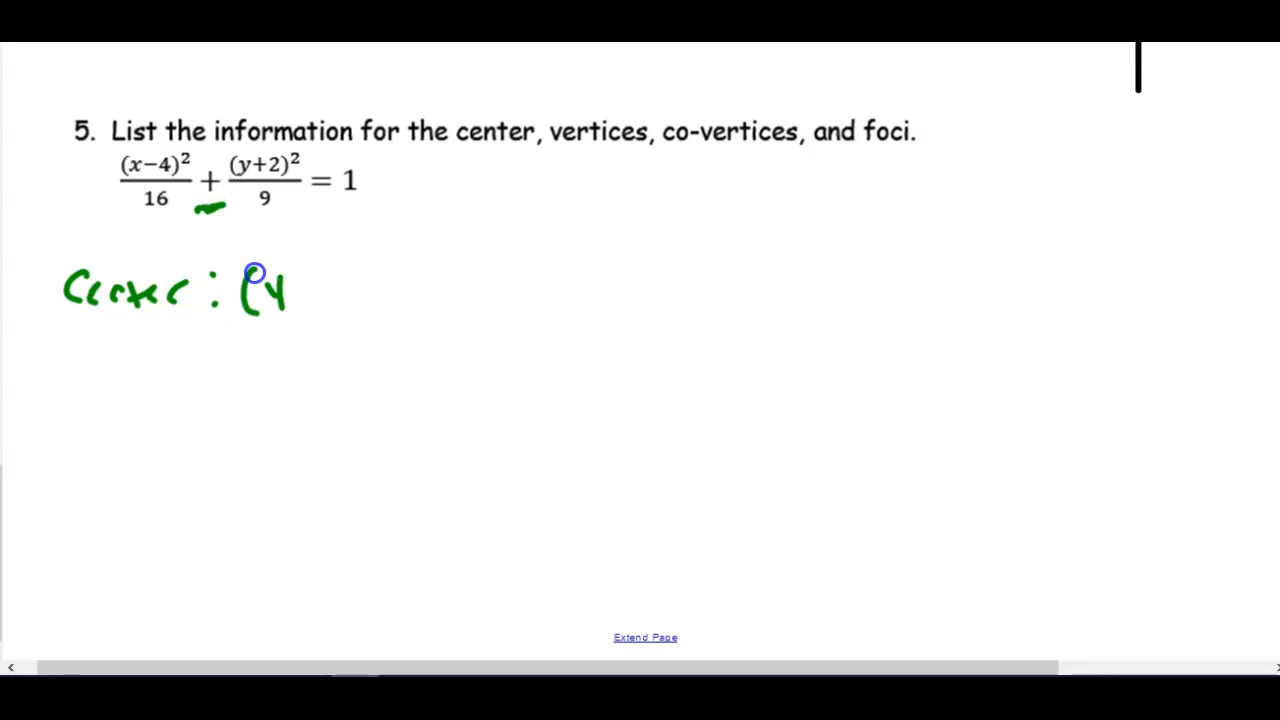 5. List the information for the center, vertices, co-vertices, and foci.
(x−4)²/16 + (y+2)²/9 = 1
Center : (4
Extend Page